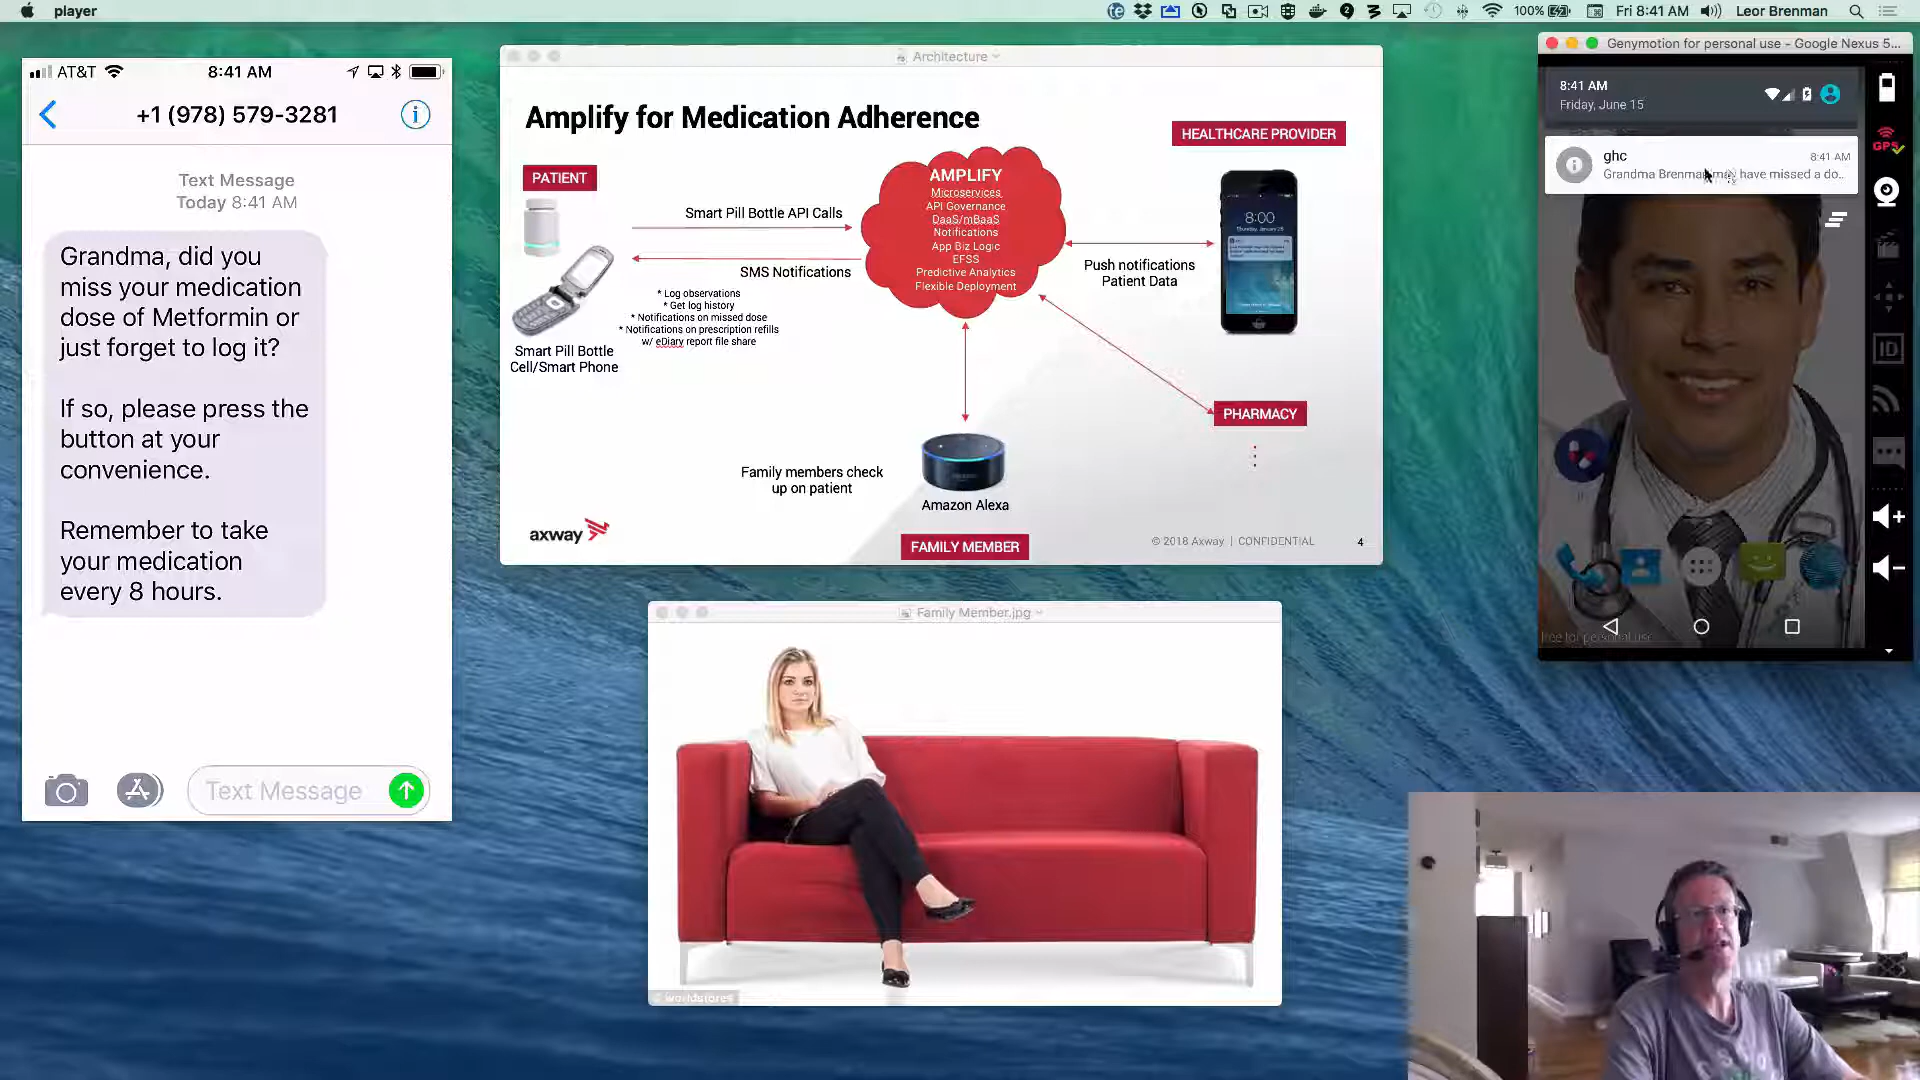 player
100%
Fri 8:41 AM
Leor Brenman
AT&T
8:41 AM
+1 (978) 579-3281
Text Message
Today 8:41 AM
Grandma, did you
miss your medication
dose of Metformin or
just forget to log it?
If so, please press the
button at your
convenience.
Remember to take
your medication
every 8 hours.
Text Message
Architecture
Amplify for Medication Adherence
HEALTHCARE PROVIDER
PATIENT
AMPLIFY
Microservices
API Governance
DaaS/mBaaS
Notifications
App Biz Logic
EFSS
Predictive Analytics
Flexible Deployment
Smart Pill Bottle API Calls
SMS Notifications
* Log observations
* Get log history
* Notifications on missed dose
* Notifications on prescription refills
w/ eDiary report file share
Smart Pill Bottle
Cell/Smart Phone
Push notifications
Patient Data
8:00
PHARMACY
Family members check
up on patient
Amazon Alexa
axway
FAMILY MEMBER
© 2018 Axway | CONFIDENTIAL
4
Family Member.jpg
worldstores
Genymotion for personal use - Google Nexus 5...
8:41 AM
Friday, June 15
ghc
8:41 AM
Grandma Brenman may have missed a do...
GPS
ID
free for personal use